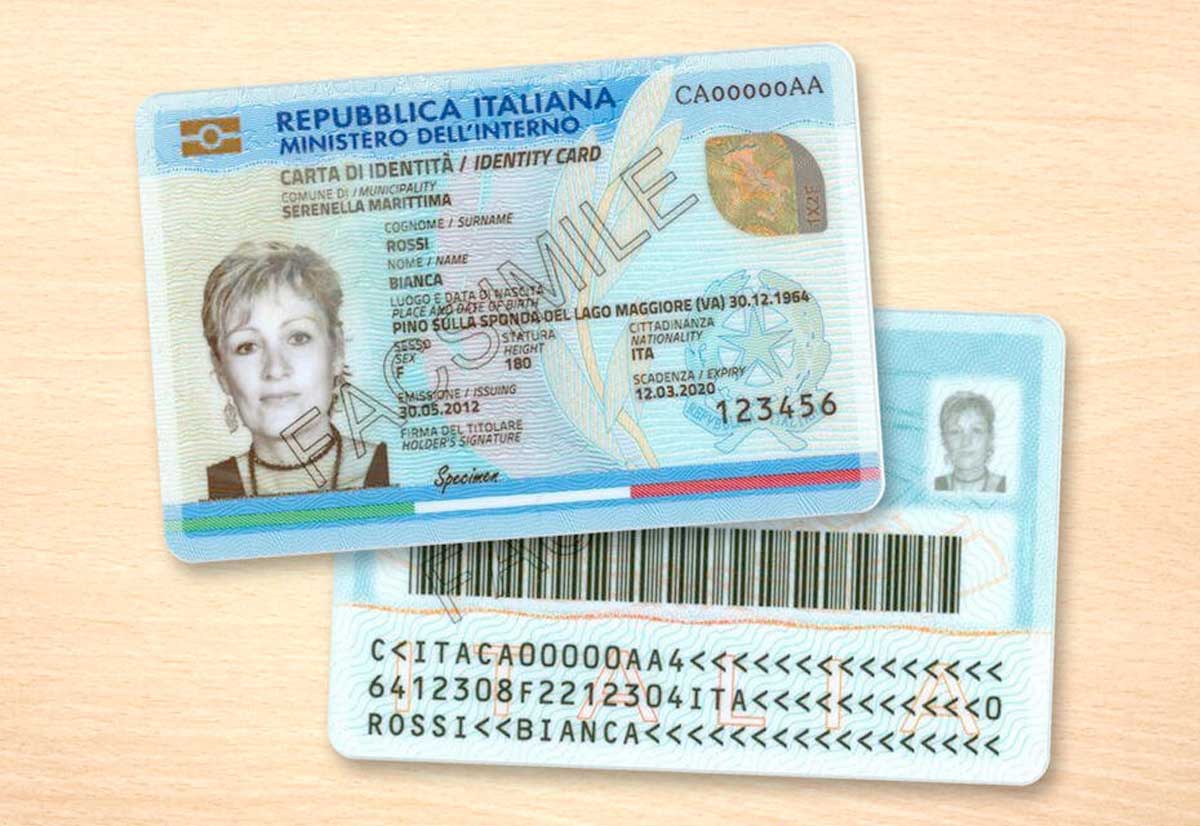 REPUBBLICA ITALIANA
MINISTERO DELL'INTERNO
CA00000AA
CARTA DI IDENTITÀ / IDENTITY CARD
COMUNE DI / MUNICIPALITY
SERENELLA MARITTIMA
COGNOME / SURNAME
ROSSI
NOME / NAME
BIANCA
LUOGO E DATA DI NASCITA
PLACE AND DATE OF BIRTH
PINO SULLA SPONDA DEL LAGO MAGGIORE (VA) 30.12.1964
SESSO
SEX
F
STATURA
HEIGHT
180
CITTADINANZA
NATIONALITY
ITA
EMISSIONE / ISSUING
30.05.2012
SCADENZA / EXPIRY
12.03.2020
123456
FIRMA DEL TITOLARE
HOLDER'S SIGNATURE
Specimen
FACSIMILE
1X2E
FAC
C<ITACA00000AA4<<<<<<<<<<<<<<<
6412308F2212304ITA<<<<<<<<<<<0
ROSSI<<BIANCA<<<<<<<<<<<<<<<<<
ITALIA